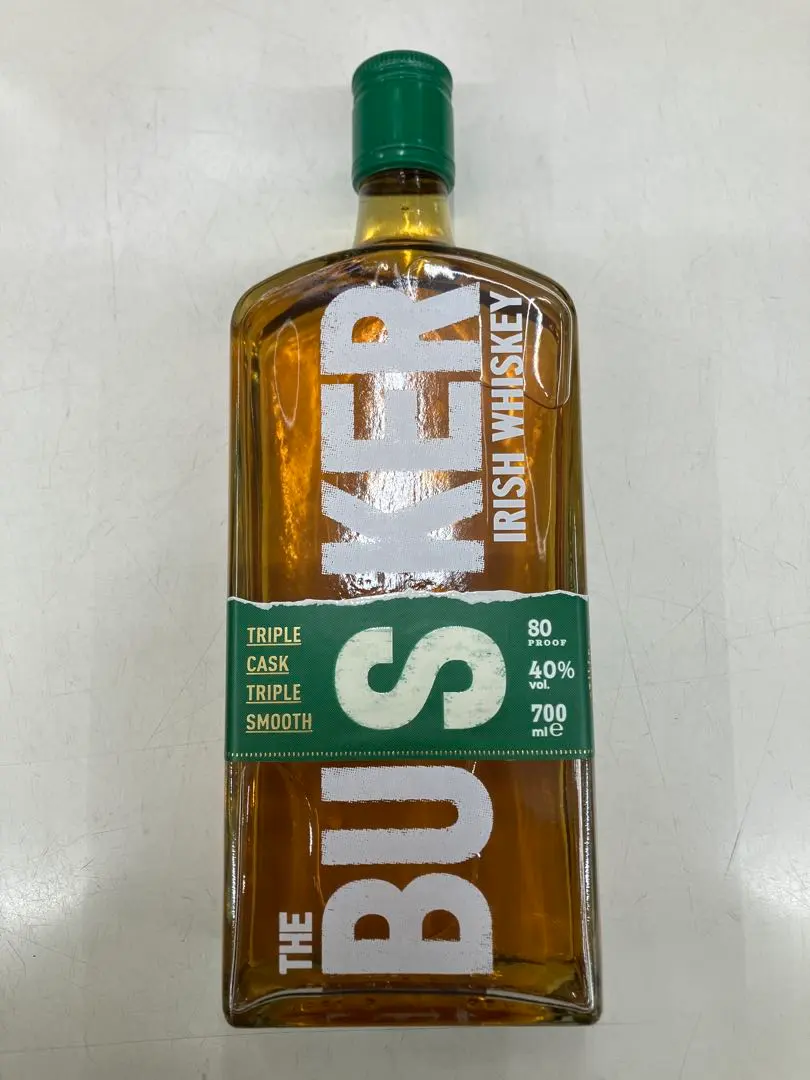 THE
BUSKER
IRISH WHISKEY
TRIPLE
CASK
TRIPLE
SMOOTH
80
PROOF
40%
vol.
700
ml e